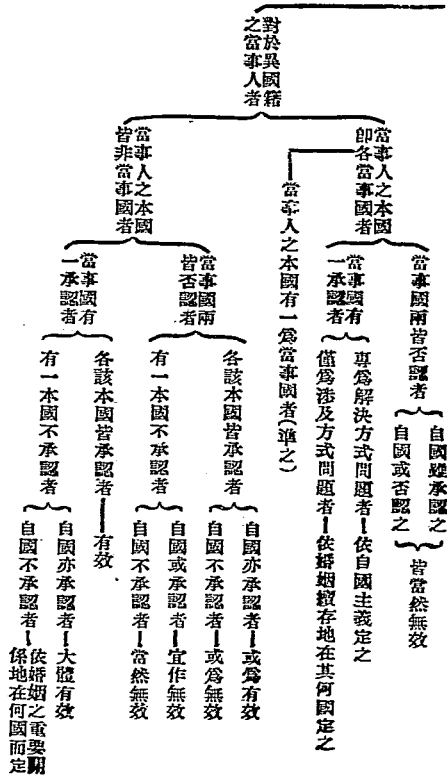 對於異國籍
之當事人者
當事人之本國
即各當事國者
當事國兩皆否認者
自國雖承認之
自國或否認之
皆當然無效
當事國有
一承認者
專為解決方式問題者
依自國主義定之
僅為涉及方式問題者
依婚姻續存地在其何國定之
當事人之本國有一為當事國者(準之)
當事人之本國
皆非當事國者
當事國兩
皆否認者
各該本國皆承認者
自國亦承認者
或為有效
自國不承認者
或為無效
有一本國不承認者
自國或承認者
宜作無效
自國不承認者
當然無效
當事國有
一承認者
各該本國皆承認者
有效
有一本國不承認者
自國亦承認者
大體有效
自國不承認者
依婚姻之重要關
係地在何國而定